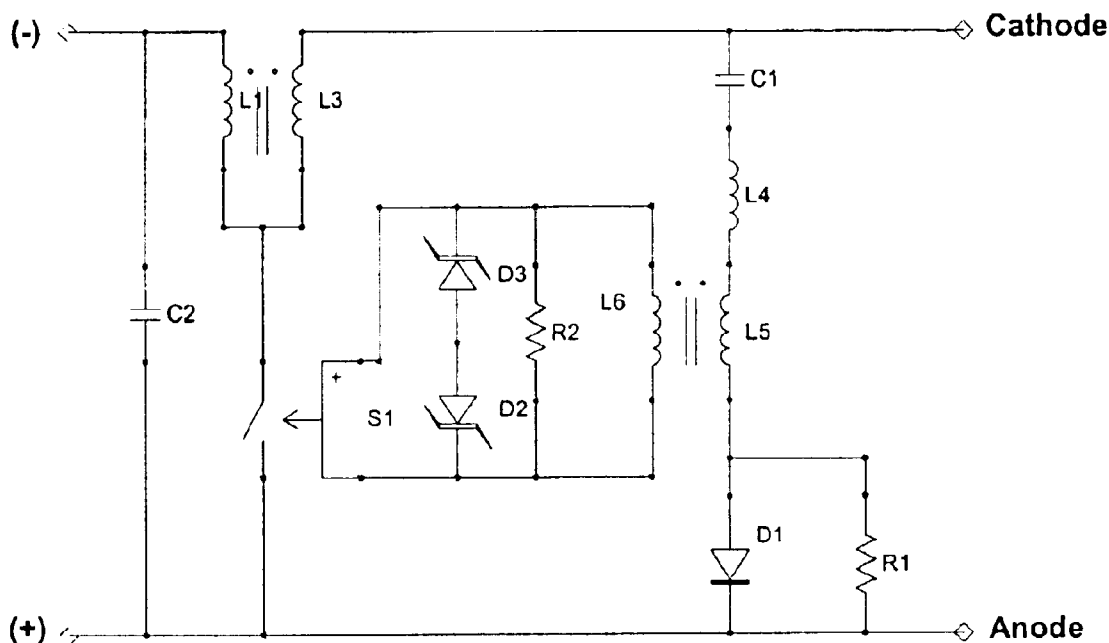 (-)
Cathode
C1
L1
L3
L4
D3
L6
C2
R2
L5
+
S1
D2
D1
R1
(+)
Anode